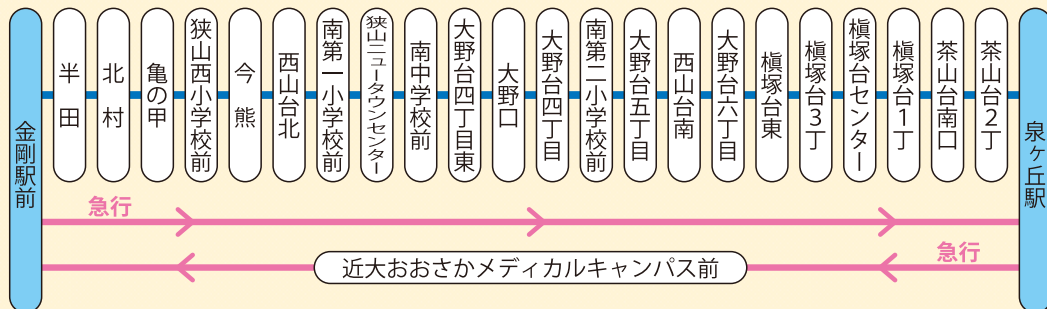 金剛駅前
半田
北村
亀の甲
狭山西小学校前
今熊
西山台北
南第一小学校前
狭山ニュータウンセンター
南中学校前
大野台四丁目東
大野口
大野台四丁目
南第二小学校前
大野台五丁目
西山台南
大野台六丁目
槇塚台東
槇塚台3丁
槇塚台センター
槇塚台1丁
茶山台南口
茶山台2丁
泉ヶ丘駅
急行
急行
近大おおさかメディカルキャンパス前